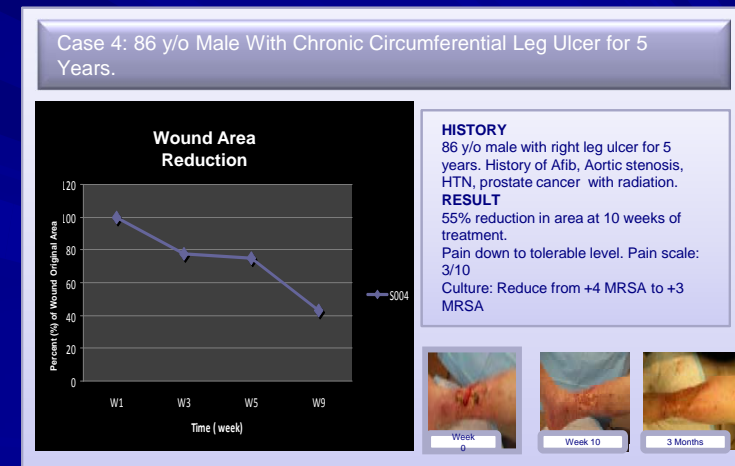 Case 4: 86 y/o Male With Chronic Circumferential Leg Ulcer for 5
Years.
Wound Area
Reduction
Percent (%) of Wound Original Area
120
100
80
60
40
20
0
W1 W3 W5 W9
Time ( week)
S004
HISTORY
86 y/o male with right leg ulcer for 5
years. History of Afib, Aortic stenosis,
HTN, prostate cancer with radiation.
RESULT
55% reduction in area at 10 weeks of
treatment.
Pain down to tolerable level. Pain scale:
3/10
Culture: Reduce from +4 MRSA to +3
MRSA
Week
0
Week 10
3 Months